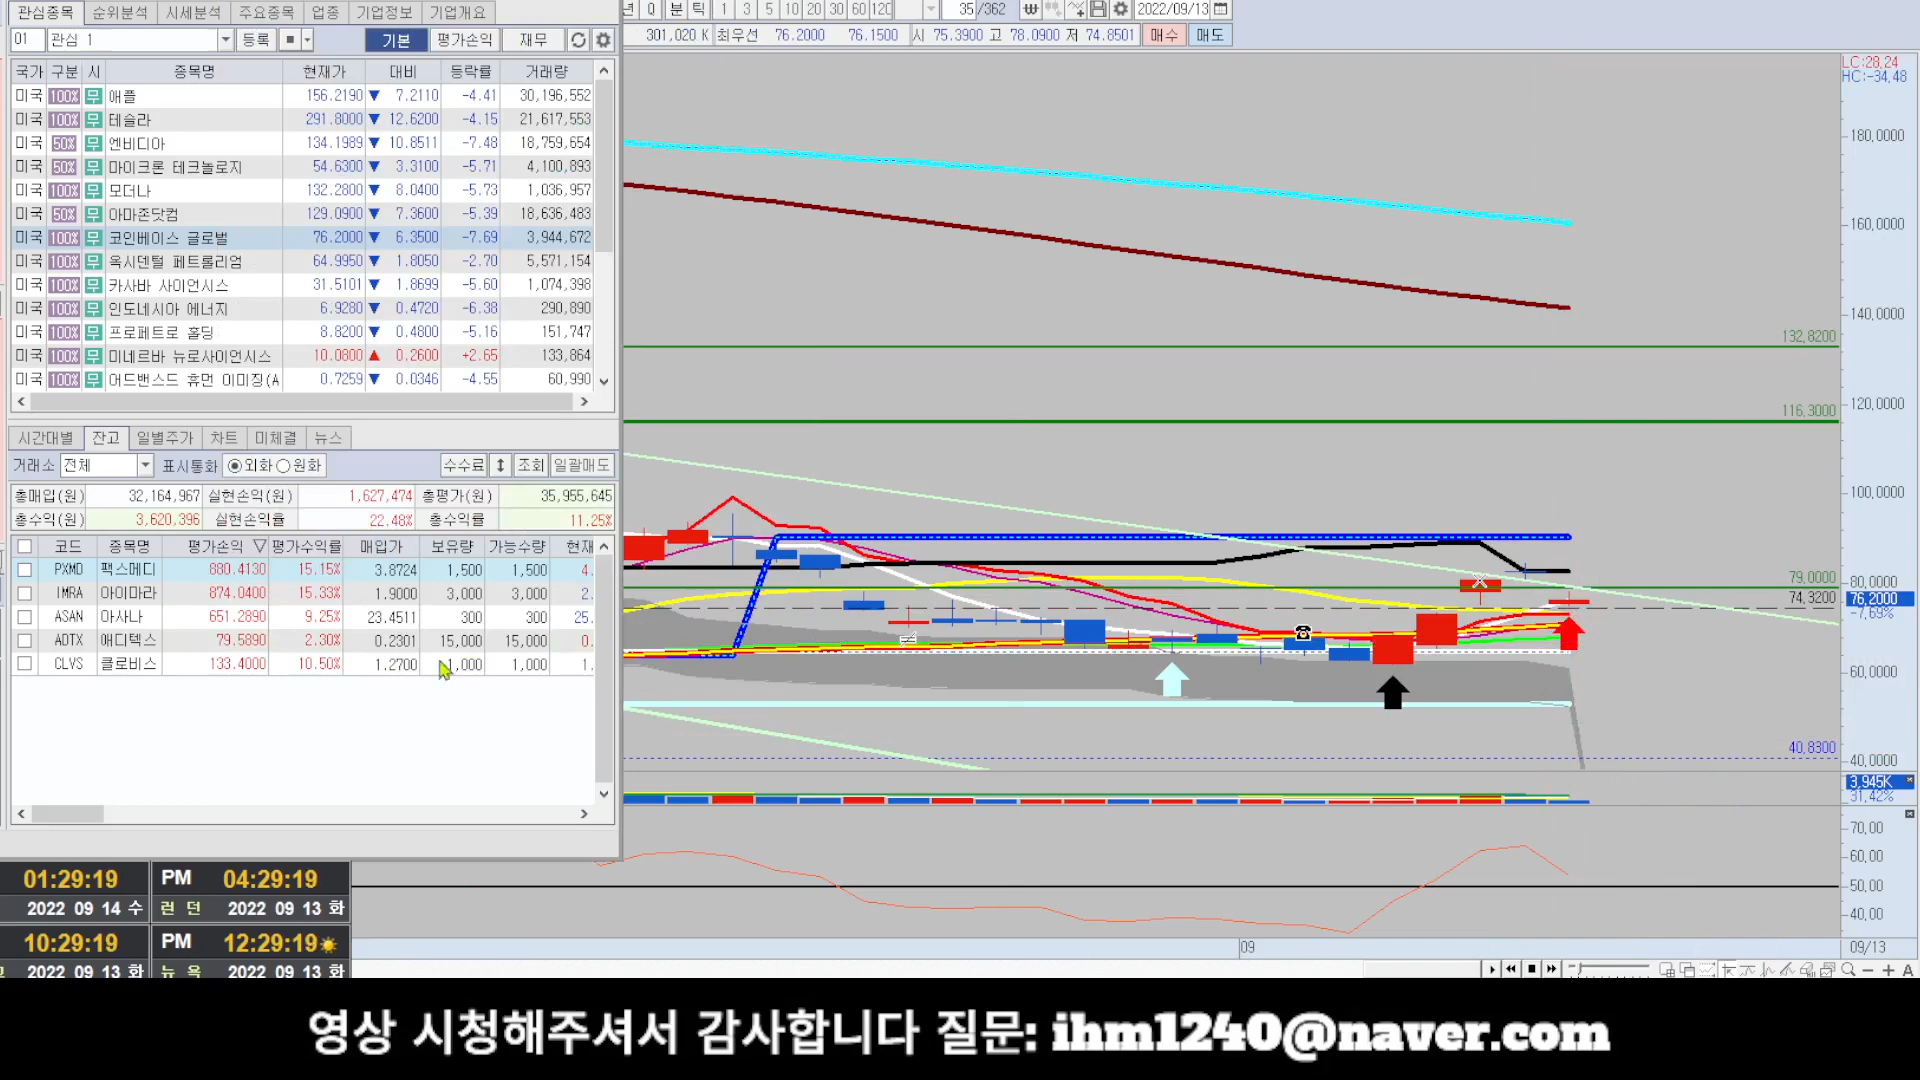 관심종목 순위분석 시세분석 주요종목 업종 기업정보 기업개요
01 관심 1 등록 기본 평가손익 재무
국가 구분 시 종목명 현재가 대비 등락률 거래량
미국 100% 무 애플 156.2190 ▼ 7.2110 -4.41 30,196,552
미국 100% 무 테슬라 291.8000 ▼ 12.6200 -4.15 21,617,553
미국 50% 무 엔비디아 134.1989 ▼ 10.8511 -7.48 18,759,654
미국 50% 무 마이크론 테크놀로지 54.6300 ▼ 3.3100 -5.71 4,100,893
미국 100% 무 모더나 132.2800 ▼ 8.0400 -5.73 1,036,957
미국 50% 무 아마존닷컴 129.0900 ▼ 7.3600 -5.39 18,636,483
미국 100% 무 코인베이스 글로벌 76.2000 ▼ 6.3500 -7.69 3,944,672
미국 100% 무 옥시덴털 페트롤리엄 64.9950 ▼ 1.8050 -2.70 5,571,154
미국 100% 무 카사바 사이언시스 31.5101 ▼ 1.8699 -5.60 1,074,398
미국 100% 무 인도네시아 에너지 6.9280 ▼ 0.4720 -6.38 290,890
미국 100% 무 프로페트로 홀딩 8.8200 ▼ 0.4800 -5.16 151,747
미국 100% 무 미네르바 뉴로사이언시스 10.0800 ▲ 0.2600 +2.65 133,864
미국 100% 무 어드밴스드 휴먼 이미징(A 0.7259 ▼ 0.0346 -4.55 60,990
시간대별 잔고 일별주가 차트 미체결 뉴스
거래소 전체 표시통화 외화 원화 수수료 조회 일괄매도
총매입(원) 32,164,967 실현손익(원) 1,627,474 총평가(원) 35,955,645
총수익(원) 3,620,396 실현손익율 22.48% 총수익률 11.25%
코드 종목명 평가손익 ▽ 평가수익률 매입가 보유량 가능수량 현재
PXMD 팩스메디 880.4130 15.15% 3.8724 1,500 1,500 4.
IMRA 아이마라 874.0400 15.33% 1.9000 3,000 3,000 2.
ASAN 아사나 651.2890 9.25% 23.4511 300 300 25.
ADTX 애디텍스 79.5890 2.30% 0.2301 15,000 15,000 0.
CLVS 클로비스 133.4000 10.50% 1.2700 1,000 1,000 1.
분 틱 1 3 5 10 20 30 60 120 35 /362 2022/09/13
301,020 K 최우선 76.2000 76.1500 시 75.3900 고 78.0900 저 74.8501 매수 매도
LC:28,24
HC:-34,48
180,0000
160,0000
140,0000
132,8200
120,0000
116,3000
100,0000
80,0000
79,0000
76,2000
74,3200
-7,69%
60,0000
40,8300
40,0000
3,945K
31,42%
70,00
60,00
50,00
40,00
09
09/13
01:29:19 PM 04:29:19
2022 09 14 수 런 던 2022 09 13 화
10:29:19 PM 12:29:19
2022 09 13 화 뉴 욕 2022 09 13 화
영상 시청해주셔서 감사합니다 질문: ihm1240@naver.com